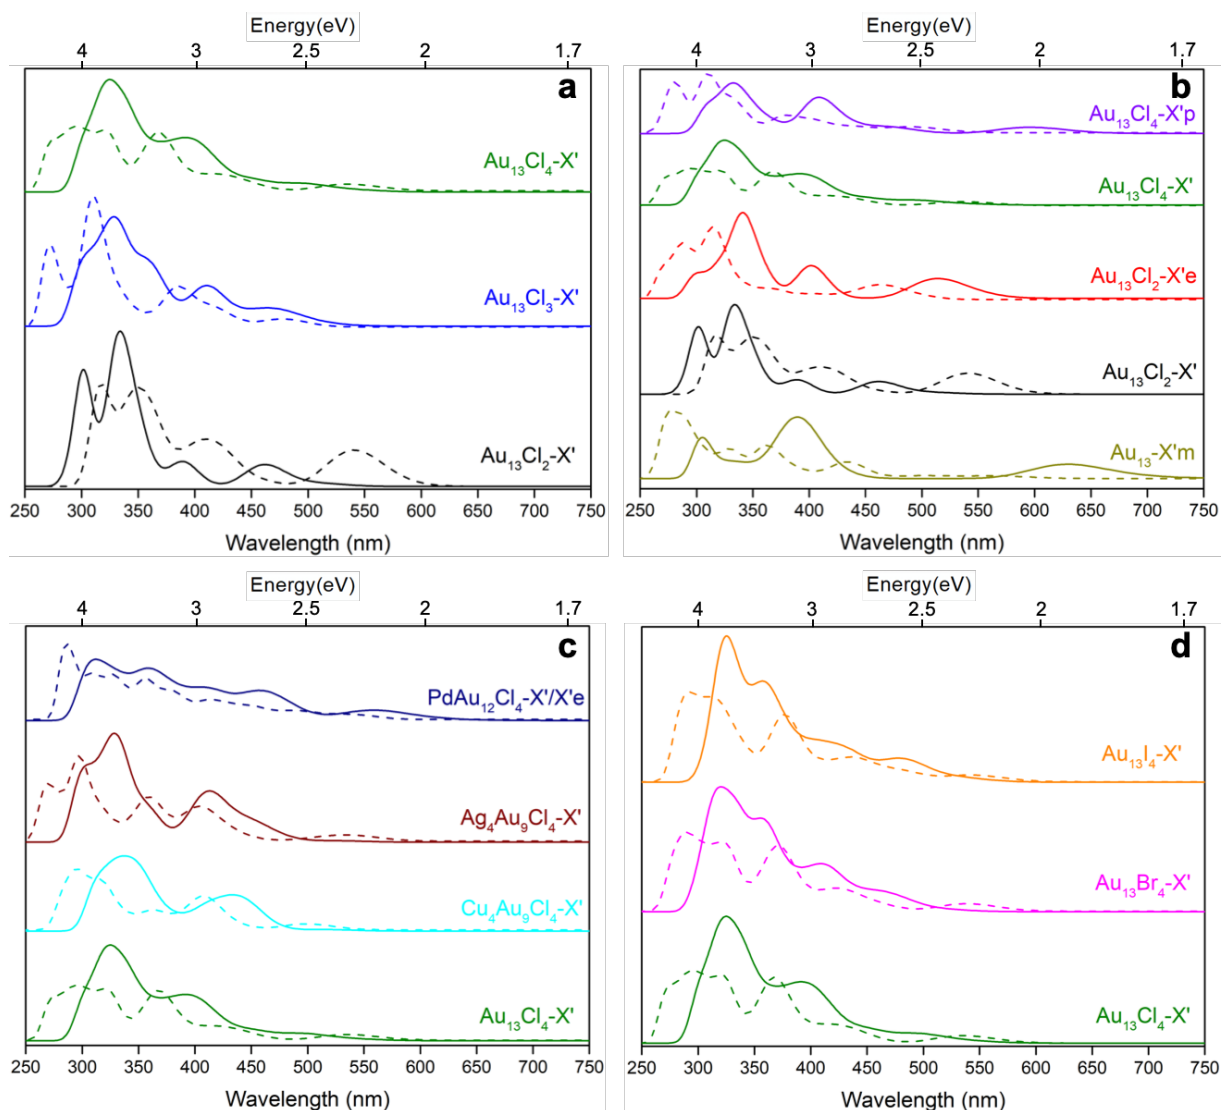 Energy(eV)
4 3 2.5 2 1.7
a
Au₁₃Cl₄-X'
Au₁₃Cl₃-X'
Au₁₃Cl₂-X'
250 300 350 400 450 500 550 600 650 700 750
Wavelength (nm)
Energy(eV)
4 3 2.5 2 1.7
b
Au₁₃Cl₄-X'p
Au₁₃Cl₄-X'
Au₁₃Cl₂-X'e
Au₁₃Cl₂-X'
Au₁₃-X'm
250 300 350 400 450 500 550 600 650 700 750
Wavelength (nm)
Energy(eV)
4 3 2.5 2 1.7
c
PdAu₁₂Cl₄-X'/X'e
Ag₄Au₉Cl₄-X'
Cu₄Au₉Cl₄-X'
Au₁₃Cl₄-X'
250 300 350 400 450 500 550 600 650 700 750
Wavelength (nm)
Energy(eV)
4 3 2.5 2 1.7
d
Au₁₃I₄-X'
Au₁₃Br₄-X'
Au₁₃Cl₄-X'
250 300 350 400 450 500 550 600 650 700 750
Wavelength (nm)